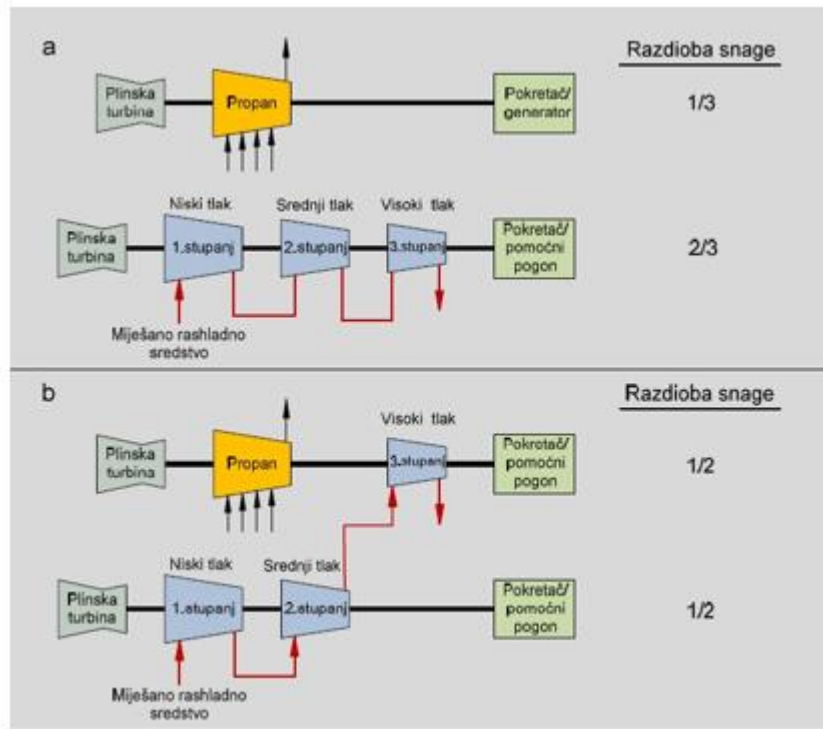 a
Razdioba snage
Plinska
turbina
Propan
Pokretač/
generator
1/3
Niski tlak
Srednji tlak
Visoki tlak
Plinska
turbina
1.stupanj
2.stupanj
3.stupanj
Pokretač/
pomoćni
pogon
2/3
Miješano rashladno
sredstvo
b
Razdioba snage
Visoki tlak
Plinska
turbina
Propan
3.stupanj
Pokretač/
pomoćni
pogon
1/2
Niski tlak
Srednji tlak
Plinska
turbina
1.stupanj
2.stupanj
Pokretač/
pomoćni
pogon
1/2
Miješano rashladno
sredstvo